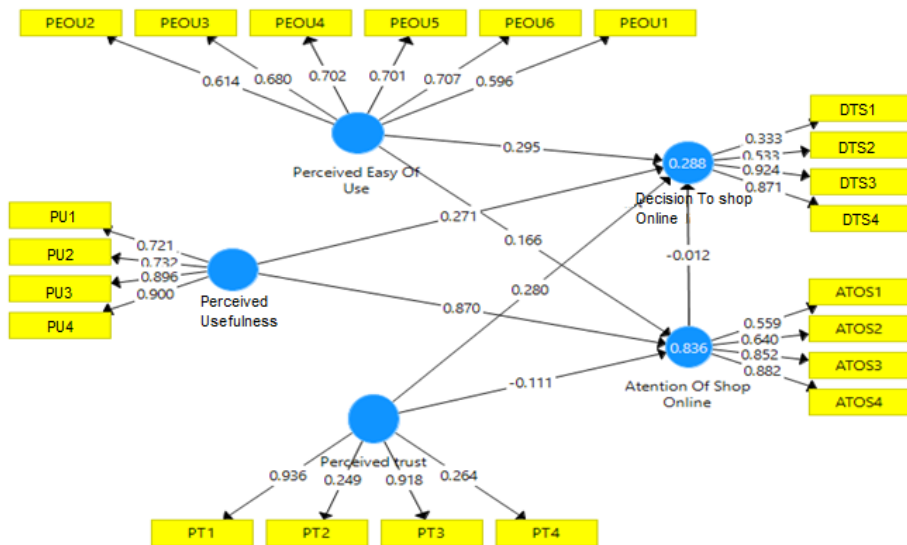 PEOU2 PEOU3 PEOU4 PEOU5 PEOU6 PEOU1
0.614 0.680 0.702 0.701 0.707 0.596
Perceived Easy Of
Use
PU1
PU2
PU3
PU4
0.721
0.732
0.896
0.900
Perceived
Usefulness
0.295
0.271
0.166
0.280
0.870
-0.111
-0.012
0.288
Decision To shop
Online
0.333
0.533
0.924
0.871
DTS1
DTS2
DTS3
DTS4
0.836
Atention Of Shop
Online
0.559
0.640
0.852
0.882
ATOS1
ATOS2
ATOS3
ATOS4
Perceived trust
0.936 0.249 0.918 0.264
PT1 PT2 PT3 PT4